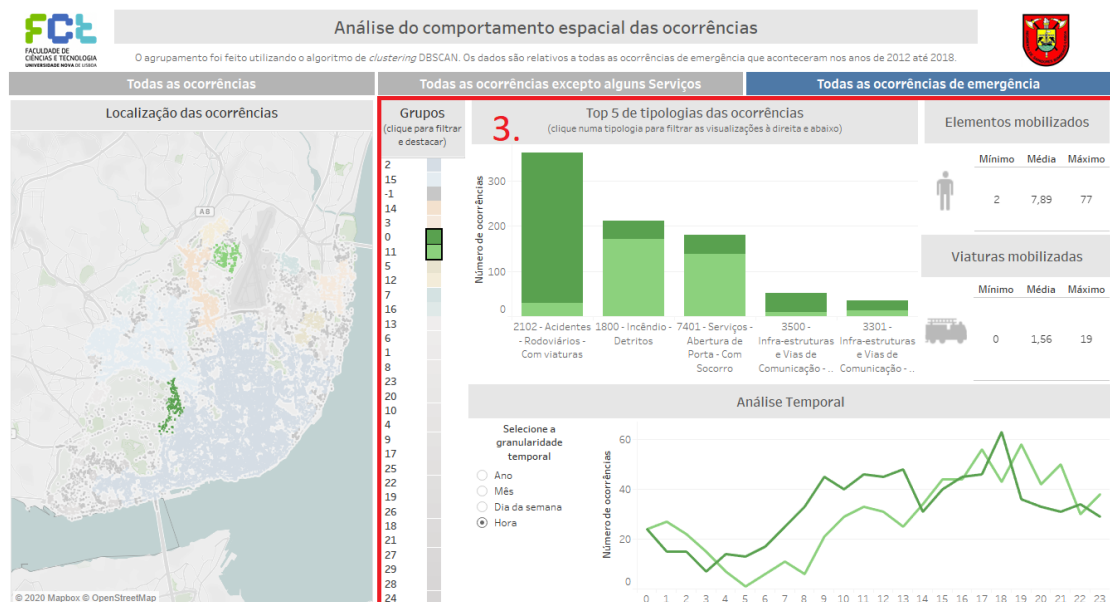 FCT
FACULDADE DE
CIÊNCIAS E TECNOLOGIA
UNIVERSIDADE NOVA DE LISBOA
Análise do comportamento espacial das ocorrências
O agrupamento foi feito utilizando o algoritmo de clustering DBSCAN. Os dados são relativos a todas as ocorrências de emergência que aconteceram nos anos de 2012 até 2018.
Todas as ocorrências
Todas as ocorrências excepto alguns Serviços
Todas as ocorrências de emergência
Localização das ocorrências
A 8
© 2020 Mapbox © OpenStreetMap
Grupos
(clique para filtrar
e destacar)
2
15
-1
14
3
0
11
5
12
7
16
13
6
1
8
23
20
10
4
9
17
25
22
19
26
18
21
27
29
28
24
3.
Top 5 de tipologias das ocorrências
(clique numa tipologia para filtrar as visualizações à direita e abaixo)
Número de ocorrências
300
200
100
0
2102 - Acidentes
- Rodoviários -
Com viaturas
1800 - Incêndio -
Detritos
7401 - Serviços -
Abertura de
Porta - Com
Socorro
3500 -
Infra-estruturas
e Vias de
Comunicação - ..
3301 -
Infra-estruturas
e Vias de
Comunicação - ..
Elementos mobilizados
Mínimo Média Máximo
2 7,89 77
Viaturas mobilizadas
Mínimo Média Máximo
0 1,56 19
Análise Temporal
Selecione a
granularidade
temporal
Ano
Mês
Dia da semana
Hora
Número de ocorrências
60
40
20
0
0 1 2 3 4 5 6 7 8 9 10 11 12 13 14 15 16 17 18 19 20 21 22 23